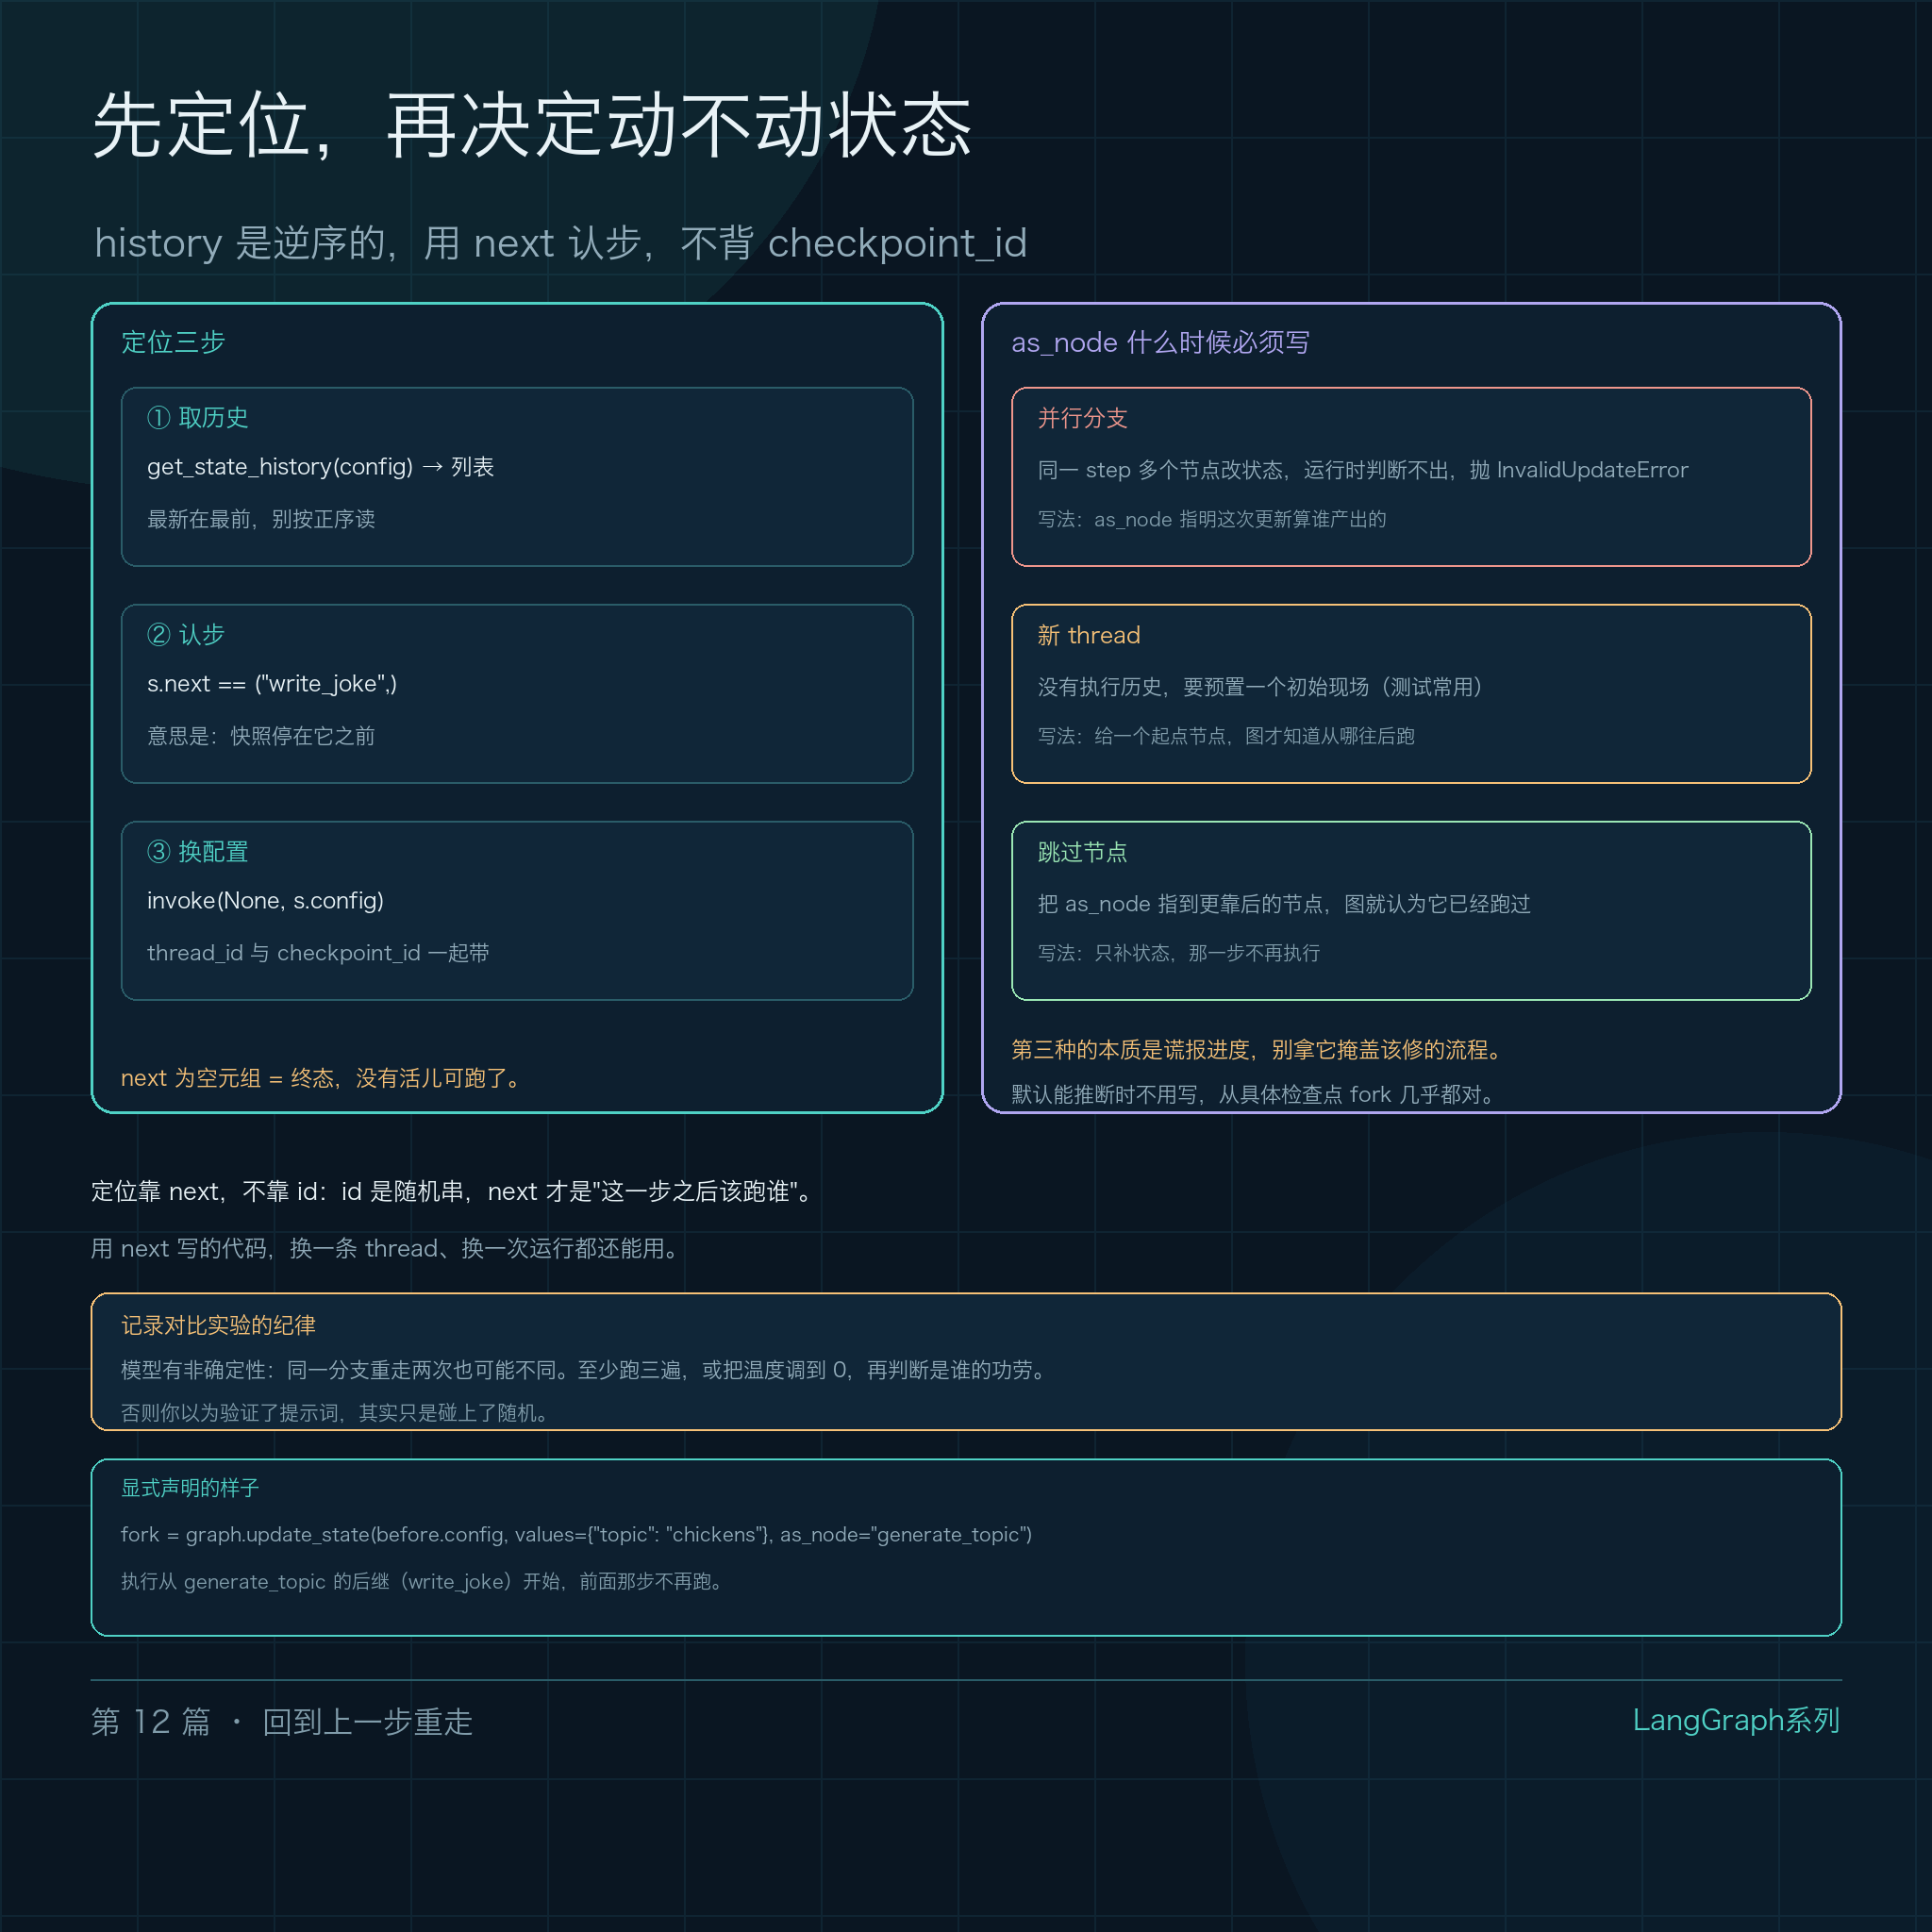 先定位，再决定动不动状态
history 是逆序的，用 next 认步，不背 checkpoint_id
定位三步
① 取历史
get_state_history(config) → 列表
最新在最前，别按正序读
② 认步
s.next == ("write_joke",)
意思是：快照停在它之前
③ 换配置
invoke(None, s.config)
thread_id 与 checkpoint_id 一起带
next 为空元组 = 终态，没有活儿可跑了。
as_node 什么时候必须写
并行分支
同一 step 多个节点改状态，运行时判断不出，抛 InvalidUpdateError
写法：as_node 指明这次更新算谁产出的
新 thread
没有执行历史，要预置一个初始现场（测试常用）
写法：给一个起点节点，图才知道从哪往后跑
跳过节点
把 as_node 指到更靠后的节点，图就认为它已经跑过
写法：只补状态，那一步不再执行
第三种的本质是谎报进度，别拿它掩盖该修的流程。
默认能推断时不用写，从具体检查点 fork 几乎都对。
定位靠 next，不靠 id：id 是随机串，next 才是"这一步之后该跑谁"。
用 next 写的代码，换一条 thread、换一次运行都还能用。
记录对比实验的纪律
模型有非确定性：同一分支重走两次也可能不同。至少跑三遍，或把温度调到 0，再判断是谁的功劳。
否则你以为验证了提示词，其实只是碰上了随机。
显式声明的样子
fork = graph.update_state(before.config, values={"topic": "chickens"}, as_node="generate_topic")
执行从 generate_topic 的后继（write_joke）开始，前面那步不再跑。
第 12 篇 · 回到上一步重走
LangGraph系列